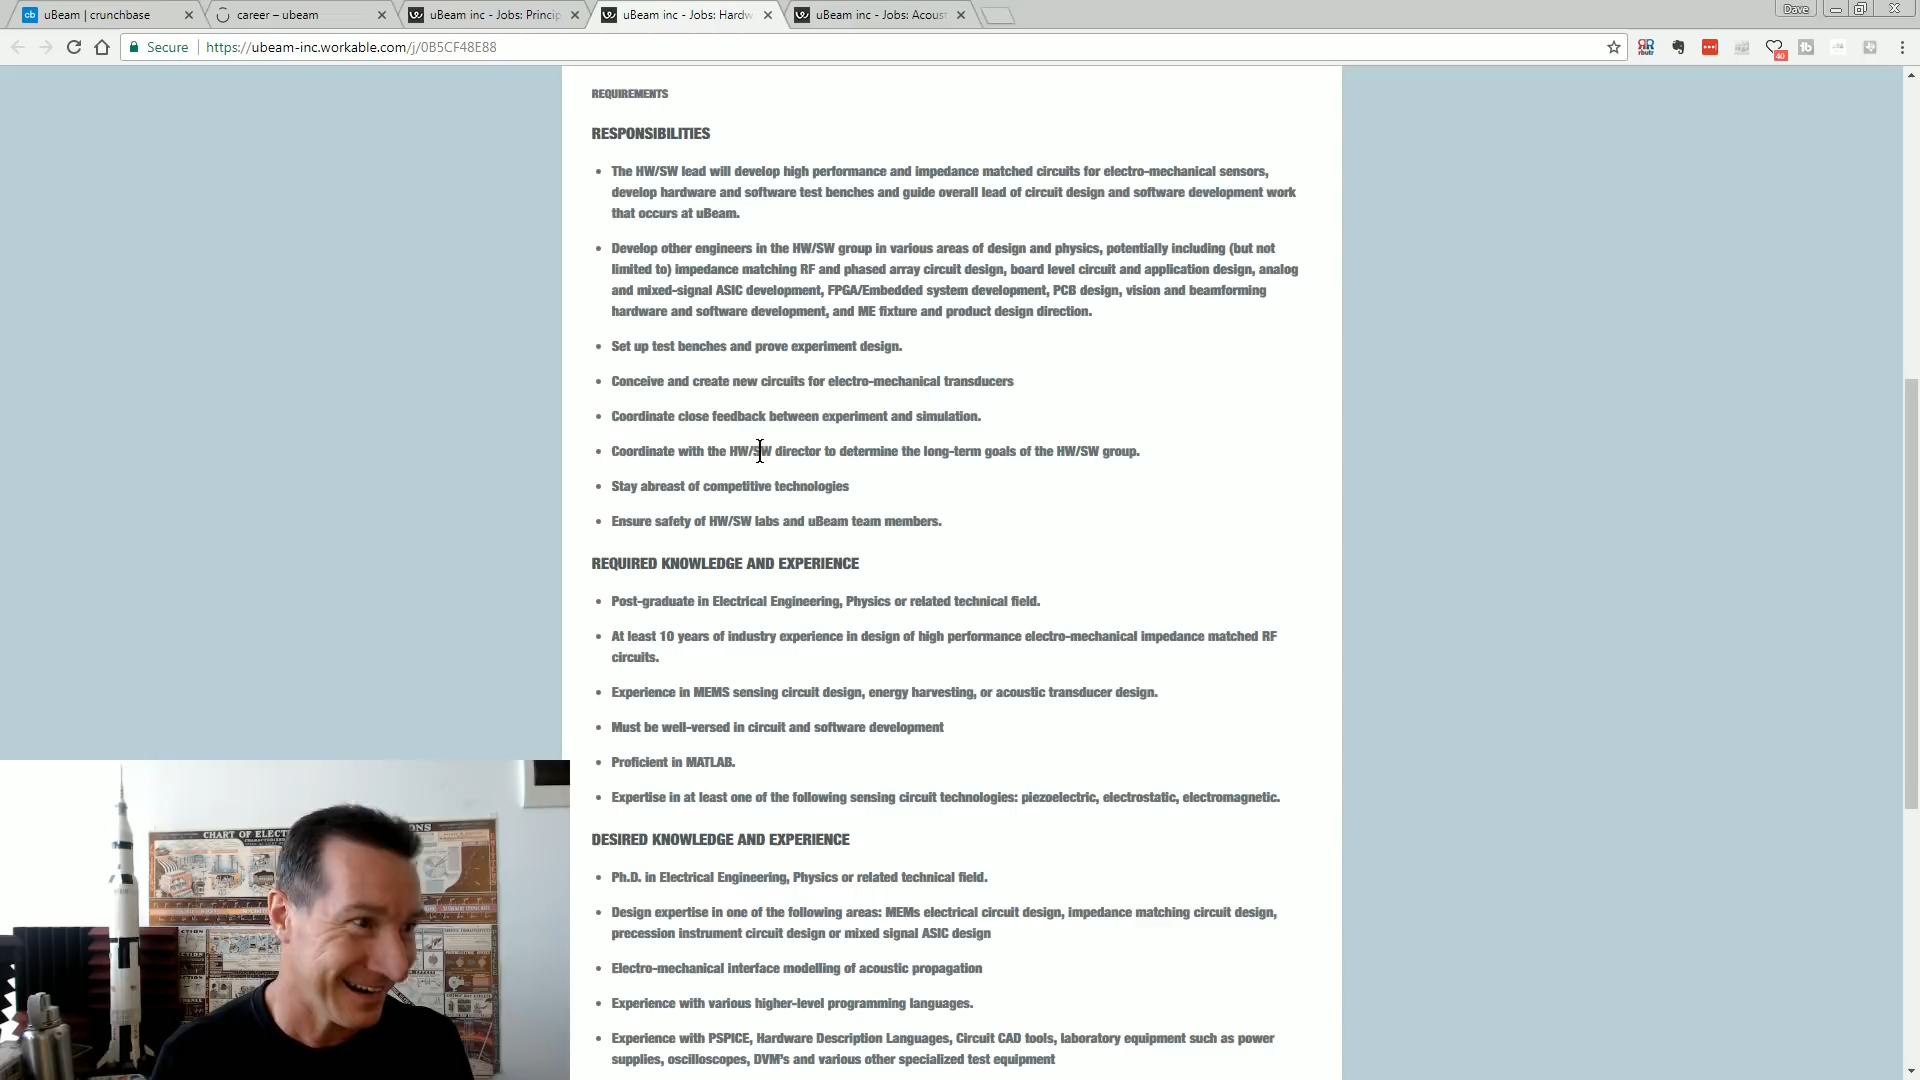 uBeam | crunchbase
career – ubeam
uBeam inc - Jobs: Princip
uBeam inc - Jobs: Hardw
uBeam inc - Jobs: Acous
Dave
Secure
https://ubeam-inc.workable.com/j/0B5CF48E88
40
REQUIREMENTS
RESPONSIBILITIES
The HW/SW lead will develop high performance and impedance matched circuits for electro-mechanical sensors,
develop hardware and software test benches and guide overall lead of circuit design and software development work
that occurs at uBeam.
Develop other engineers in the HW/SW group in various areas of design and physics, potentially including (but not
limited to) impedance matching RF and phased array circuit design, board level circuit and application design, analog
and mixed-signal ASIC development, FPGA/Embedded system development, PCB design, vision and beamforming
hardware and software development, and ME fixture and product design direction.
Set up test benches and prove experiment design.
Conceive and create new circuits for electro-mechanical transducers
Coordinate close feedback between experiment and simulation.
Coordinate with the HW/SW director to determine the long-term goals of the HW/SW group.
Stay abreast of competitive technologies
Ensure safety of HW/SW labs and uBeam team members.
REQUIRED KNOWLEDGE AND EXPERIENCE
Post-graduate in Electrical Engineering, Physics or related technical field.
At least 10 years of industry experience in design of high performance electro-mechanical impedance matched RF
circuits.
Experience in MEMS sensing circuit design, energy harvesting, or acoustic transducer design.
Must be well-versed in circuit and software development
Proficient in MATLAB.
Expertise in at least one of the following sensing circuit technologies: piezoelectric, electrostatic, electromagnetic.
DESIRED KNOWLEDGE AND EXPERIENCE
Ph.D. in Electrical Engineering, Physics or related technical field.
Design expertise in one of the following areas: MEMs electrical circuit design, impedance matching circuit design,
precession instrument circuit design or mixed signal ASIC design
Electro-mechanical interface modelling of acoustic propagation
Experience with various higher-level programming languages.
Experience with PSPICE, Hardware Description Languages, Circuit CAD tools, laboratory equipment such as power
supplies, oscilloscopes, DVM's and various other specialized test equipment
CHART OF ELECT